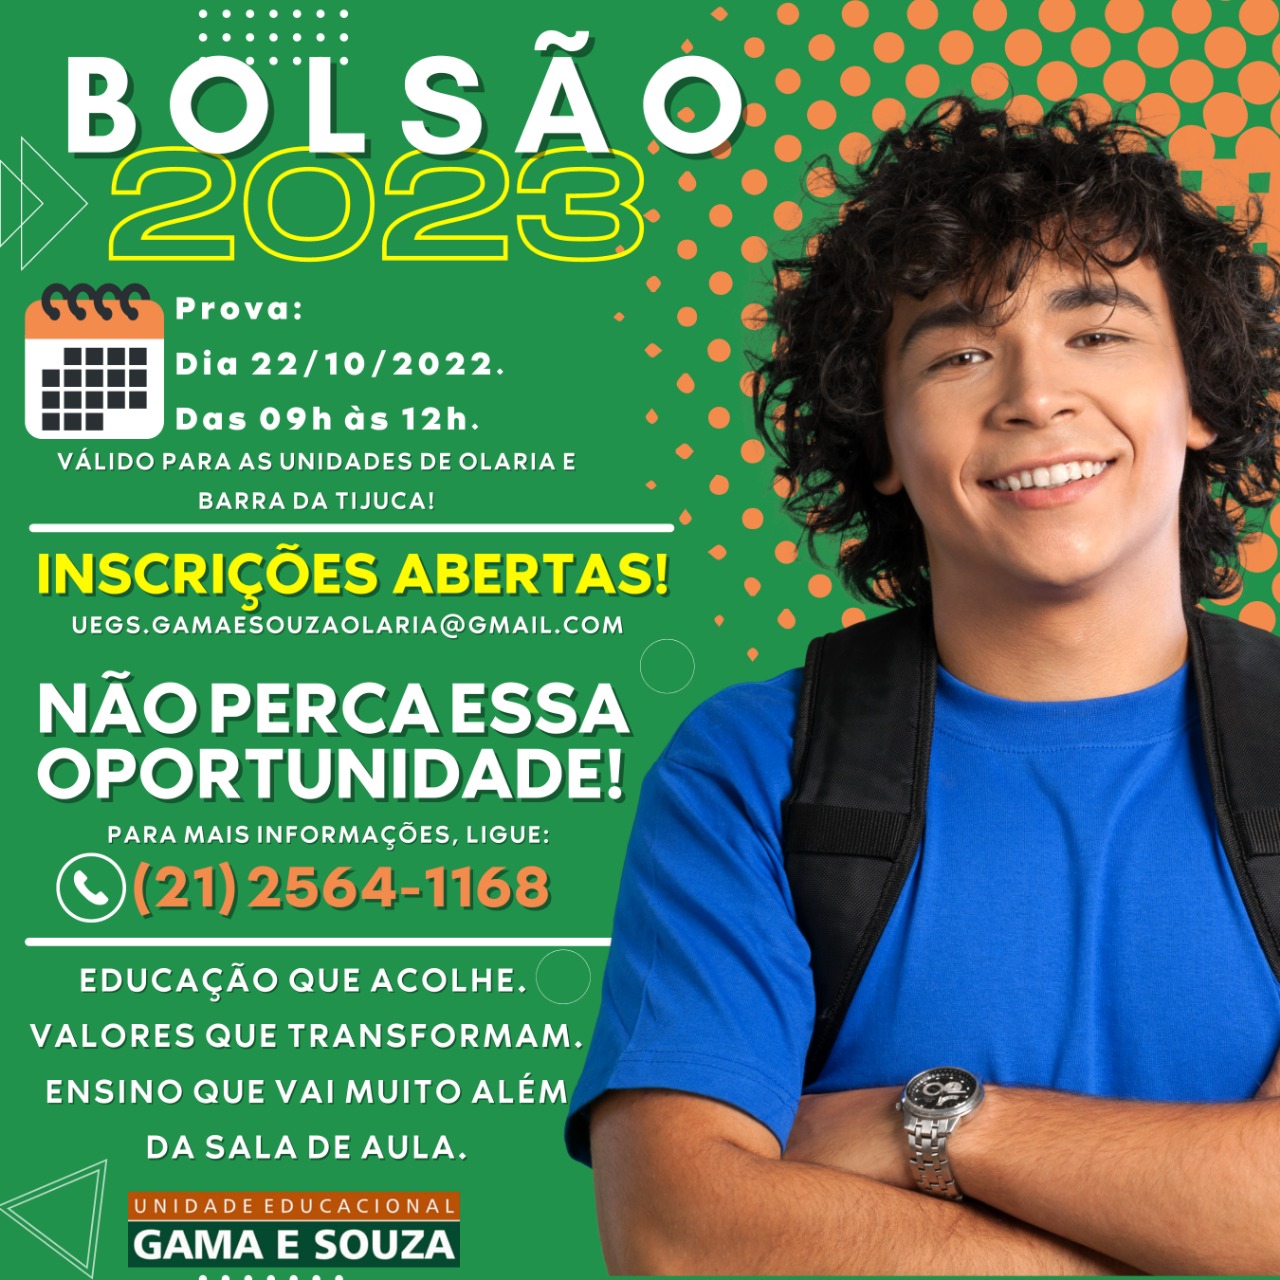 BOLSÃO
2023
Prova:
Dia 22/10/2022.
Das 09h às 12h.
VÁLIDO PARA AS UNIDADES DE OLARIA E
BARRA DA TIJUCA!
INSCRIÇÕES ABERTAS!
UEGS.GAMAESOUZAOLARIA@GMAIL.COM
NÃO PERCA ESSA
OPORTUNIDADE!
PARA MAIS INFORMAÇÕES, LIGUE:
(21) 2564-1168
EDUCAÇÃO QUE ACOLHE.
VALORES QUE TRANSFORMAM.
ENSINO QUE VAI MUITO ALÉM
DA SALA DE AULA.
UNIDADE EDUCACIONAL
GAMA E SOUZA